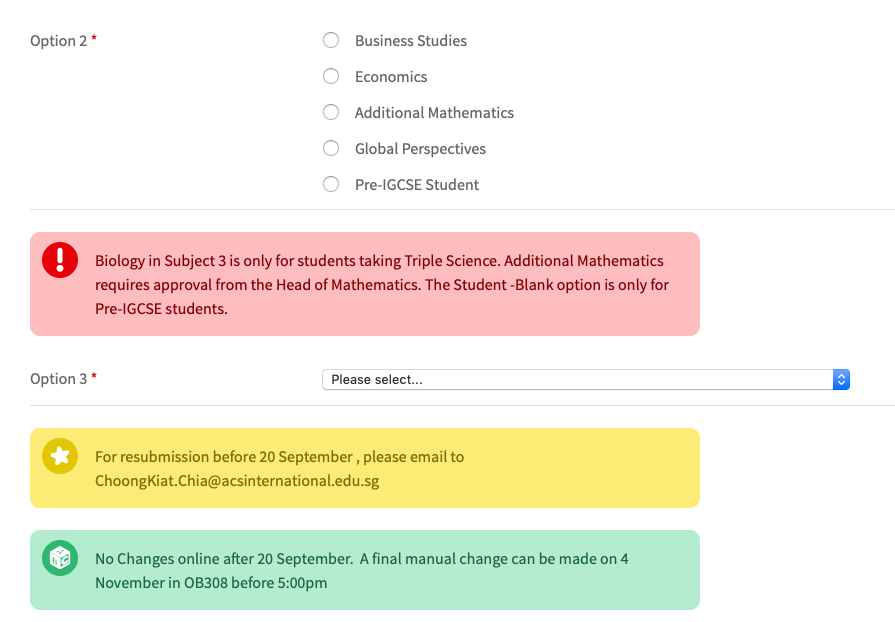 Option 2 *
Business Studies
Economics
Additional Mathematics
Global Perspectives
Pre-IGCSE Student
Biology in Subject 3 is only for students taking Triple Science. Additional Mathematics
requires approval from the Head of Mathematics. The Student -Blank option is only for
Pre-IGCSE students.
Option 3 *
Please select...
For resubmission before 20 September , please email to
ChoongKiat.Chia@acsinternational.edu.sg
No Changes online after 20 September.  A final manual change can be made on 4
November in OB308 before 5:00pm